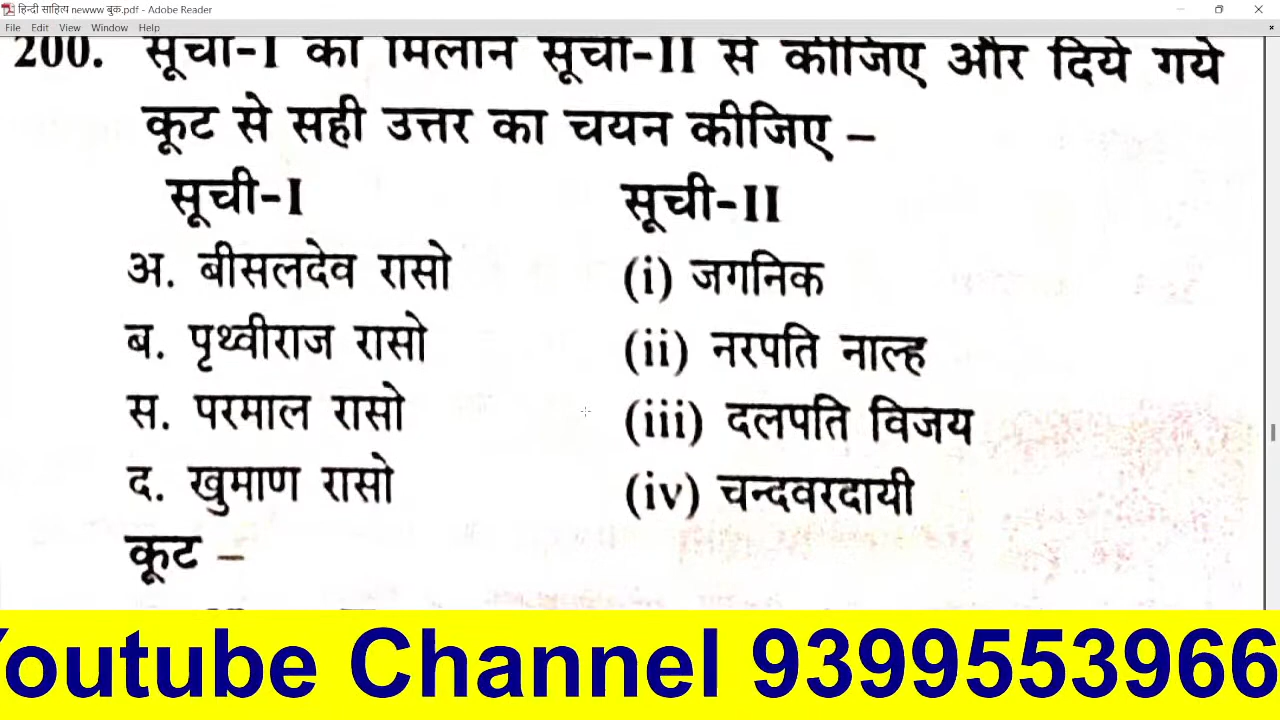 हिन्दी साहित्य newww बुक.pdf - Adobe Reader
File Edit View Window Help
200. सूची-I का मिलान सूची-II से कीजिए और दिये गये
कूट से सही उत्तर का चयन कीजिए –
सूची-I सूची-II
अ. बीसलदेव रासो (i) जगनिक
ब. पृथ्वीराज रासो (ii) नरपति नाल्ह
स. परमाल रासो (iii) दलपति विजय
द. खुमाण रासो (iv) चन्दवरदायी
कूट –
Youtube Channel 9399553966